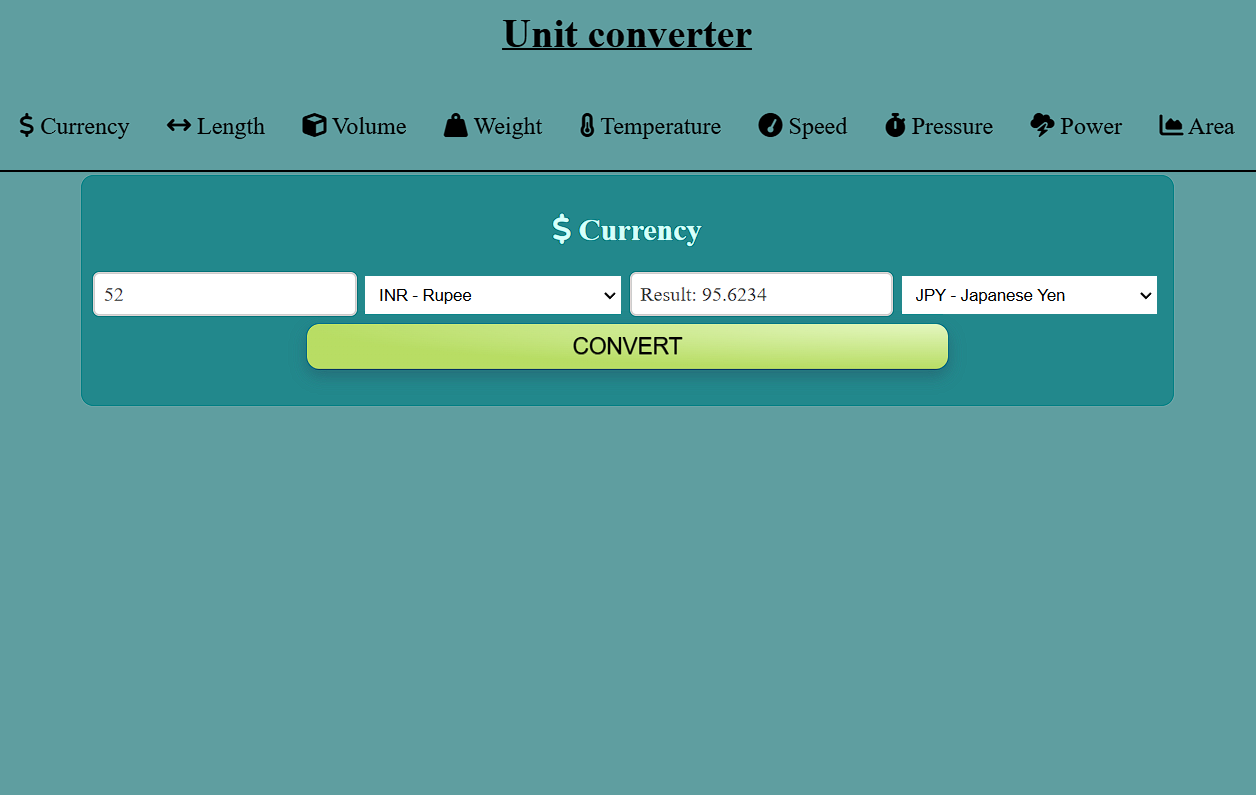 Unit converter
$ Currency Length Volume Weight Temperature Speed Pressure Power Area
$ Currency
52 INR - Rupee Result: 95.6234 JPY - Japanese Yen
CONVERT